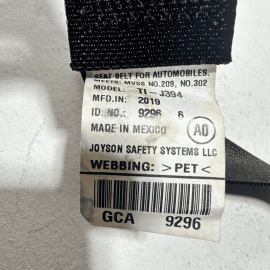 SEAT BELT FOR AUTOMOBILES.
MEETS: MVSS NO.209, NO.302
MODEL: TI-J394
MFD.IN: 2019
ID. NO.: 9296 6
MADE IN MEXICO AO
JOYSON SAFETY SYSTEMS LLC
WEBBING: >PET<
GCA 9296